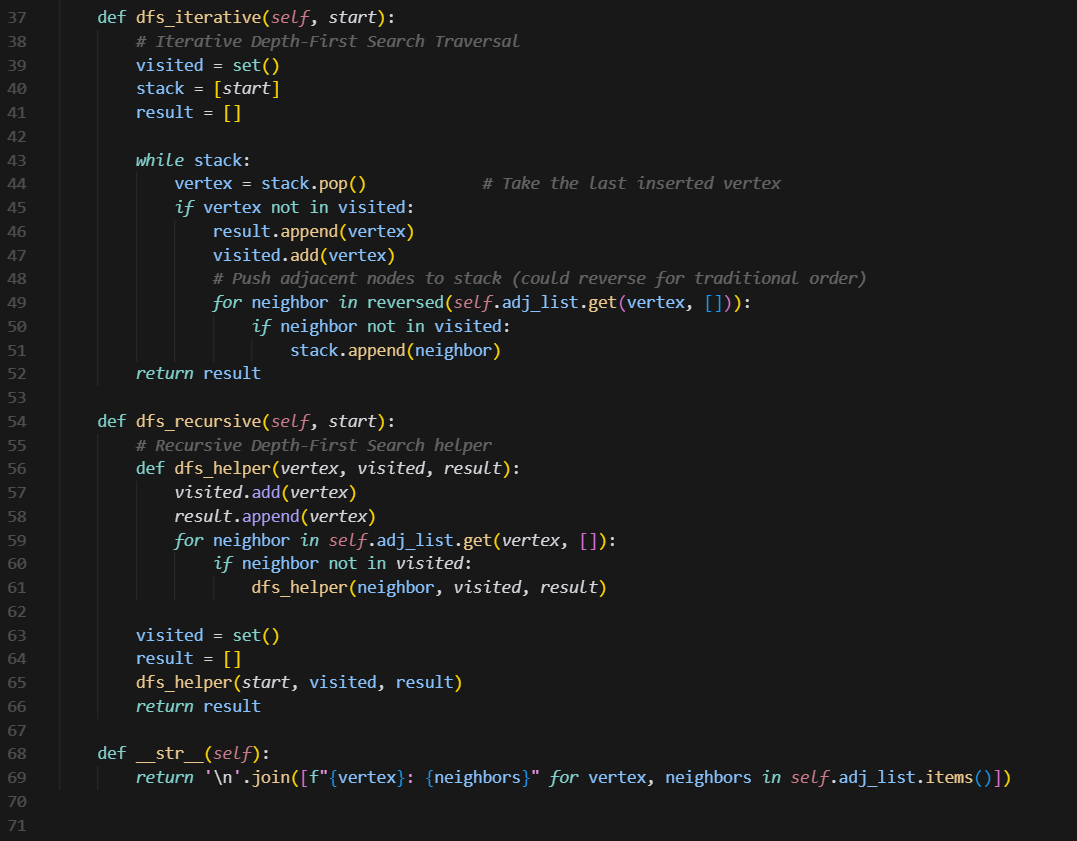 37 def dfs_iterative(self, start):
38 # Iterative Depth-First Search Traversal
39 visited = set()
40 stack = [start]
41 result = []
42
43 while stack:
44 vertex = stack.pop() # Take the last inserted vertex
45 if vertex not in visited:
46 result.append(vertex)
47 visited.add(vertex)
48 # Push adjacent nodes to stack (could reverse for traditional order)
49 for neighbor in reversed(self.adj_list.get(vertex, [])):
50 if neighbor not in visited:
51 stack.append(neighbor)
52 return result
53
54 def dfs_recursive(self, start):
55 # Recursive Depth-First Search helper
56 def dfs_helper(vertex, visited, result):
57 visited.add(vertex)
58 result.append(vertex)
59 for neighbor in self.adj_list.get(vertex, []):
60 if neighbor not in visited:
61 dfs_helper(neighbor, visited, result)
62
63 visited = set()
64 result = []
65 dfs_helper(start, visited, result)
66 return result
67
68 def __str__(self):
69 return '\n'.join([f"{vertex}: {neighbors}" for vertex, neighbors in self.adj_list.items()])
70
71